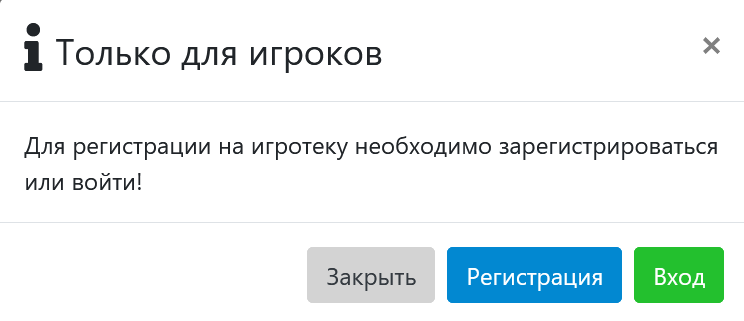 Только для игроков
×
Для регистрации на игротеку необходимо зарегистрироваться
или войти!
Закрыть Регистрация Вход